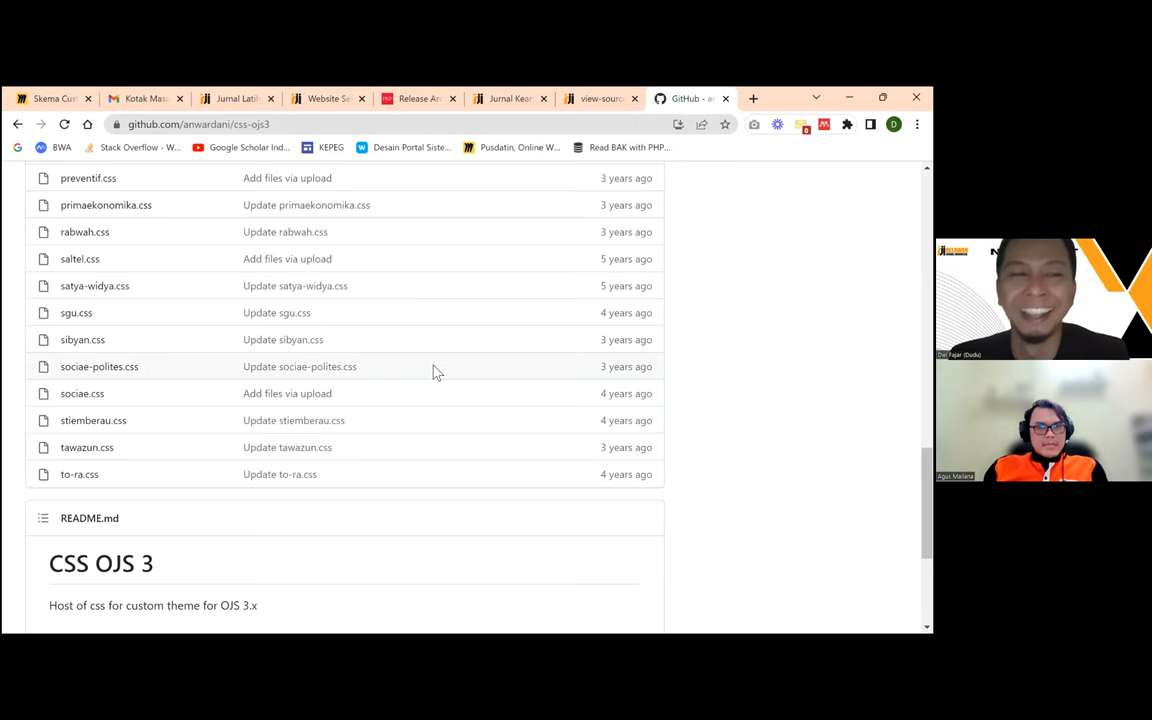 Skema Cus
Kotak Mas
Jurnal Latih
Website Se
Release Arc
Jurnal Kear
view-sourc
GitHub - a
github.com/anwardani/css-ojs3
BWA
Stack Overflow - W...
Google Scholar Ind...
KEPEG
Desain Portal Siste...
Pusdatin, Online W...
Read BAK with PHP...
preventif.css Add files via upload 3 years ago
primaekonomika.css Update primaekonomika.css 3 years ago
rabwah.css Update rabwah.css 3 years ago
saltel.css Add files via upload 5 years ago
satya-widya.css Update satya-widya.css 5 years ago
sgu.css Update sgu.css 4 years ago
sibyan.css Update sibyan.css 3 years ago
sociae-polites.css Update sociae-polites.css 3 years ago
sociae.css Add files via upload 4 years ago
stiemberau.css Update stiemberau.css 4 years ago
tawazun.css Update tawazun.css 3 years ago
to-ra.css Update to-ra.css 4 years ago
README.md
CSS OJS 3
Host of css for custom theme for OJS 3.x
RELAWAN
Dwi Fajar (Dudu)
Agus Mailana